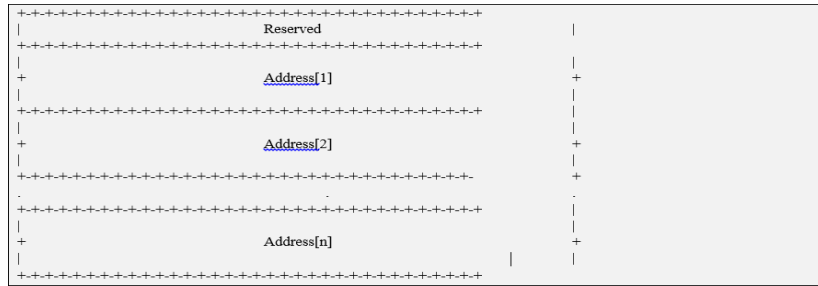 +-+-+-+-+-+-+-+-+-+-+-+-+-+-+-+-+-+-+-+-+-+-+-+-+-+-+-+-+-+-+-+-+-+
| Reserved |
+-+-+-+-+-+-+-+-+-+-+-+-+-+-+-+-+-+-+-+-+-+-+-+-+-+-+-+-+-+-+-+-+-+
| |
+ Address[1] +
| |
+-+-+-+-+-+-+-+-+-+-+-+-+-+-+-+-+-+-+-+-+-+-+-+-+-+-+-+-+-+-+-+-+-+ |
| |
+ Address[2] +
| |
+-+-+-+-+-+-+-+-+-+-+-+-+-+-+-+-+-+-+-+-+-+-+-+-+-+-+-+-+-+-+-+-+- +
. . .
+-+-+-+-+-+-+-+-+-+-+-+-+-+-+-+-+-+-+-+-+-+-+-+-+-+-+-+-+-+-+-+-+-+ |
| |
+ Address[n] +
| | |
+-+-+-+-+-+-+-+-+-+-+-+-+-+-+-+-+-+-+-+-+-+-+-+-+-+-+-+-+-+-+-+-+-+